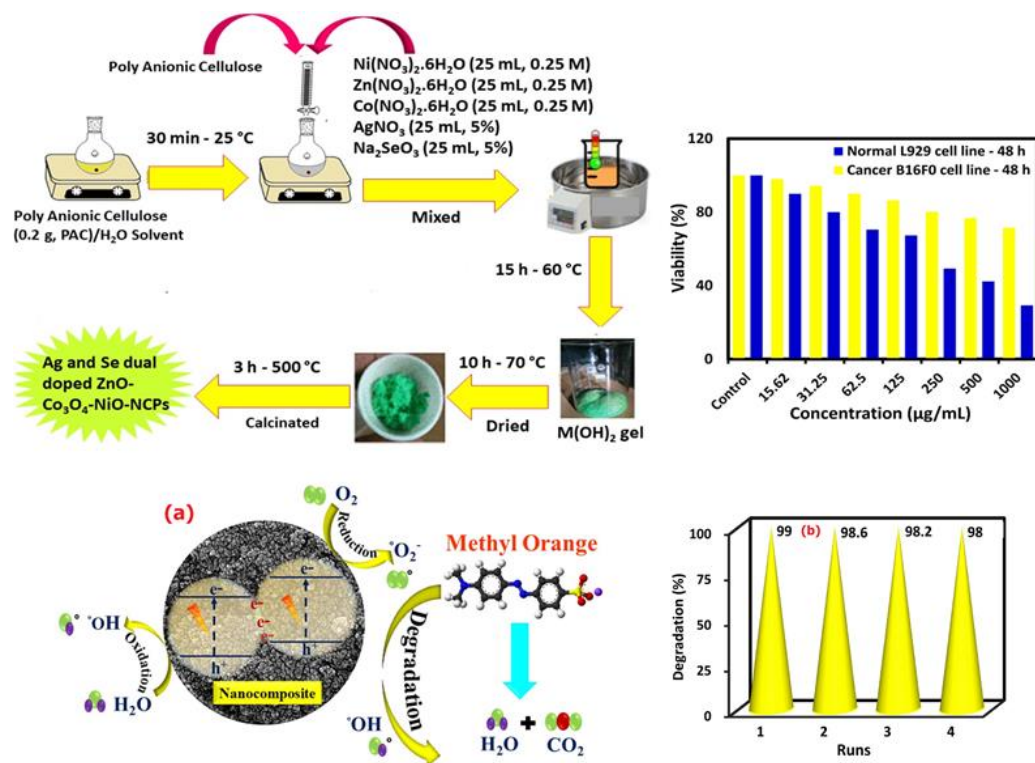 Poly Anionic Cellulose
Ni(NO₃)₂.6H₂O (25 mL, 0.25 M)
Zn(NO₃)₂.6H₂O (25 mL, 0.25 M)
Co(NO₃)₂.6H₂O (25 mL, 0.25 M)
AgNO₃ (25 mL, 5%)
Na₂SeO₃ (25 mL, 5%)
30 min - 25 °C
Mixed
Poly Anionic Cellulose
(0.2 g, PAC)/H₂O Solvent
15 h - 60 °C
M(OH)₂ gel
10 h - 70 °C
Dried
3 h - 500 °C
Calcinated
Ag and Se dual
doped ZnO-
Co₃O₄-NiO-NCPs
120
80
40
0
Viability (%)
Normal L929 cell line - 48 h
Cancer B16F0 cell line - 48 h
Control
15.62
31.25
62.5
125
250
500
1000
Concentration (µg/mL)
(a)
O₂
Reduction
°O₂⁻
e⁻
e⁻
e⁻
e⁻
e⁻
h⁺
h⁺
Nanocomposite
°OH
Oxidation
H₂O
Methyl Orange
Degradation
°OH
H₂O + CO₂
(b)
100
75
50
25
0
Degradation (%)
99
98.6
98.2
98
1
2
3
4
Runs